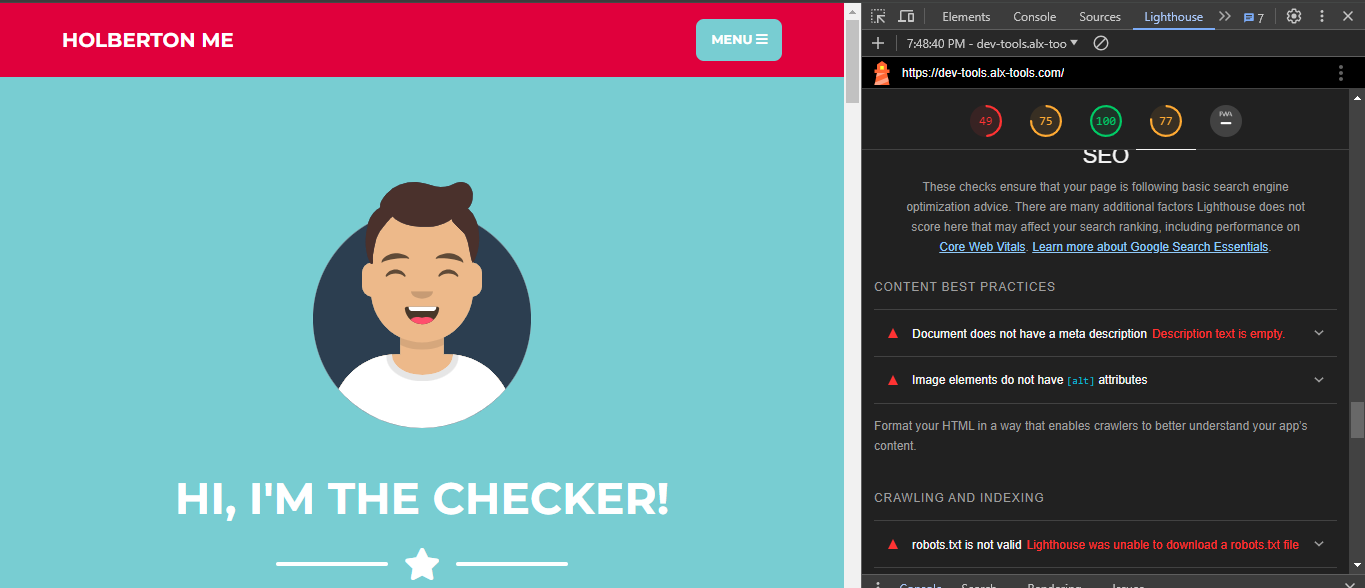 HOLBERTON ME
MENU
HI, I'M THE CHECKER!
Elements Console Sources Lighthouse 7
7:48:40 PM - dev-tools.alx-too
https://dev-tools.alx-tools.com/
49 75 100 77 PWA
SEO
These checks ensure that your page is following basic search engine
optimization advice. There are many additional factors Lighthouse does not
score here that may affect your search ranking, including performance on
Core Web Vitals. Learn more about Google Search Essentials.
CONTENT BEST PRACTICES
Document does not have a meta description Description text is empty.
Image elements do not have [alt] attributes
Format your HTML in a way that enables crawlers to better understand your app's
content.
CRAWLING AND INDEXING
robots.txt is not valid Lighthouse was unable to download a robots.txt file
Console Search Rendering Issues